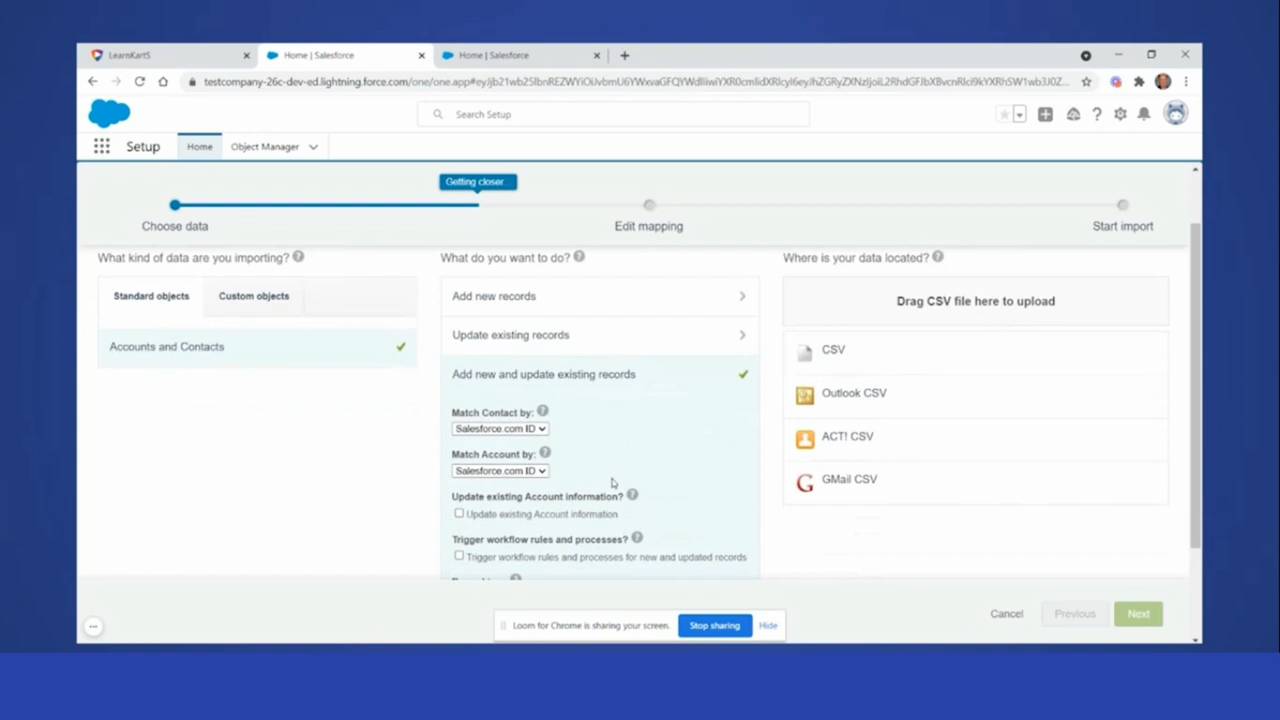 LearnKartS
Home | Salesforce
Home | Salesforce
Search Setup
Setup
Home
Object Manager
Getting closer...
Choose data
Edit mapping
Start import
What kind of data are you importing?
Standard objects
Custom objects
Accounts and Contacts
What do you want to do?
Add new records
Update existing records
Add new and update existing records
Match Contact by:
Salesforce.com ID
Match Account by:
Salesforce.com ID
Update existing Account information?
Update existing Account information
Trigger workflow rules and processes?
Trigger workflow rules and processes for new and updated records
Where is your data located?
Drag CSV file here to upload
CSV
Outlook CSV
ACT! CSV
GMail CSV
Cancel
Previous
Next
Loom for Chrome is sharing your screen.
Stop sharing
Hide